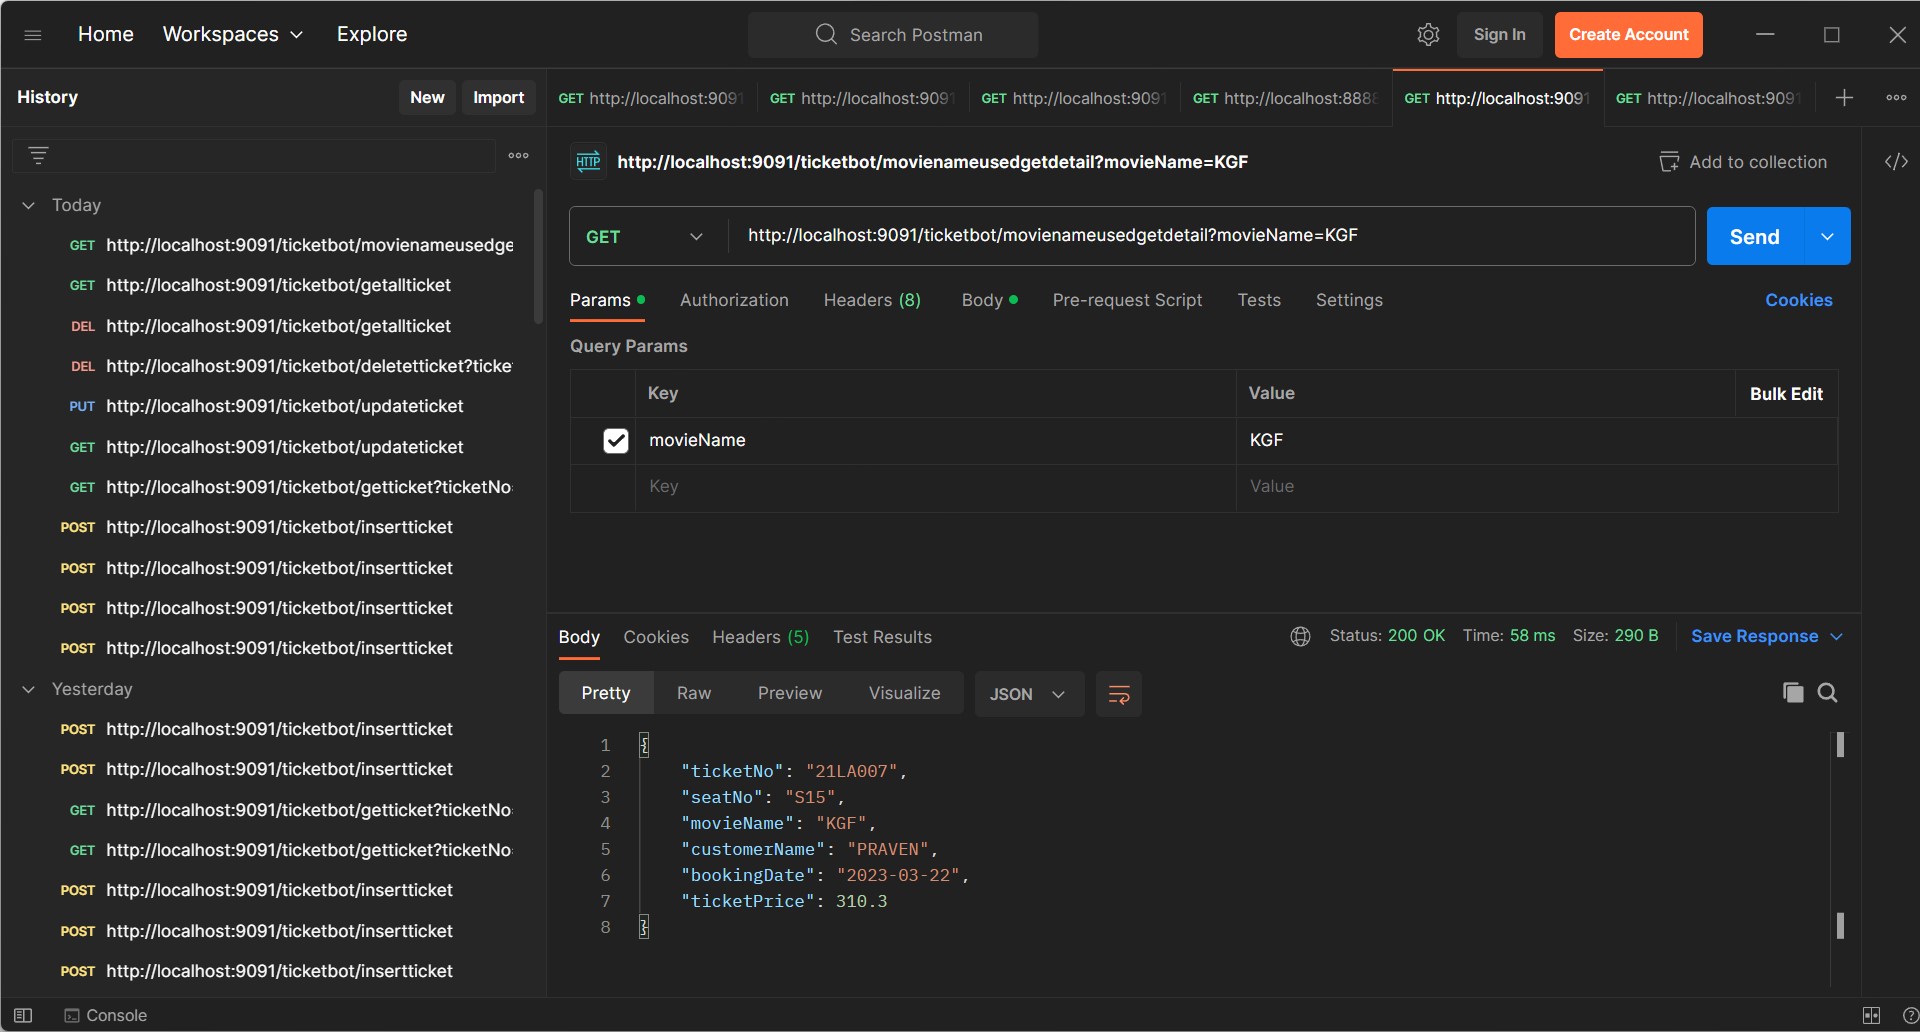 Home Workspaces Explore Search Postman Sign In Create Account
History New Import
GET http://localhost:9091 GET http://localhost:9091 GET http://localhost:9091 GET http://localhost:8888 GET http://localhost:9091 GET http://localhost:9091
HTTP http://localhost:9091/ticketbot/movienameusedgetdetail?movieName=KGF Add to collection </>
GET http://localhost:9091/ticketbot/movienameusedgetdetail?movieName=KGF Send
Params Authorization Headers (8) Body Pre-request Script Tests Settings Cookies
Query Params
Key Value Bulk Edit
movieName KGF
Key Value
Today
GET http://localhost:9091/ticketbot/movienameusedge
GET http://localhost:9091/ticketbot/getallticket
DEL http://localhost:9091/ticketbot/getallticket
DEL http://localhost:9091/ticketbot/deletetticket?ticke
PUT http://localhost:9091/ticketbot/updateticket
GET http://localhost:9091/ticketbot/updateticket
GET http://localhost:9091/ticketbot/getticket?ticketNo
POST http://localhost:9091/ticketbot/insertticket
POST http://localhost:9091/ticketbot/insertticket
POST http://localhost:9091/ticketbot/insertticket
POST http://localhost:9091/ticketbot/insertticket
Yesterday
POST http://localhost:9091/ticketbot/insertticket
POST http://localhost:9091/ticketbot/insertticket
GET http://localhost:9091/ticketbot/getticket?ticketNo
GET http://localhost:9091/ticketbot/getticket?ticketNo
POST http://localhost:9091/ticketbot/insertticket
POST http://localhost:9091/ticketbot/insertticket
POST http://localhost:9091/ticketbot/insertticket
Body Cookies Headers (5) Test Results Status: 200 OK Time: 58 ms Size: 290 B Save Response
Pretty Raw Preview Visualize JSON
1 {
2 "ticketNo": "21LA007",
3 "seatNo": "S15",
4 "movieName": "KGF",
5 "customerName": "PRAVEN",
6 "bookingDate": "2023-03-22",
7 "ticketPrice": 310.3
8 }
Console